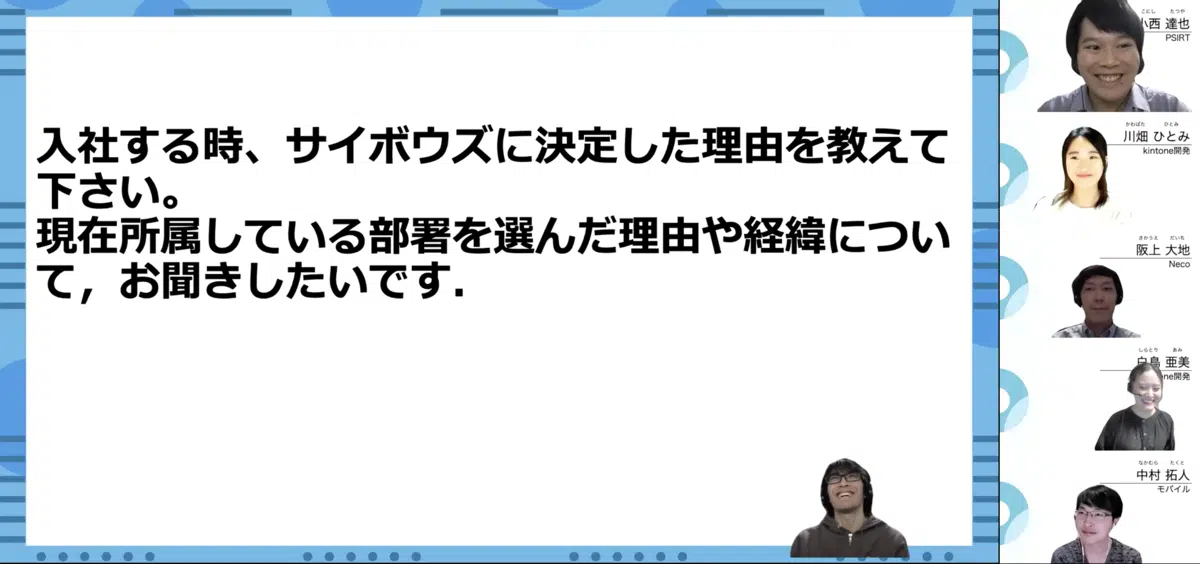 入社する時、サイボウズに決定した理由を教えて
下さい。
現在所属している部署を選んだ理由や経緯につい
て，お聞きしたいです．
こにし たつや
小西 達也
PSIRT
かわばた ひとみ
川畑 ひとみ
kintone開発
さかうえ だいち
阪上 大地
Neco
しらとり あみ
白鳥 亜美
one開発
なかむら たくと
中村 拓人
モバイル